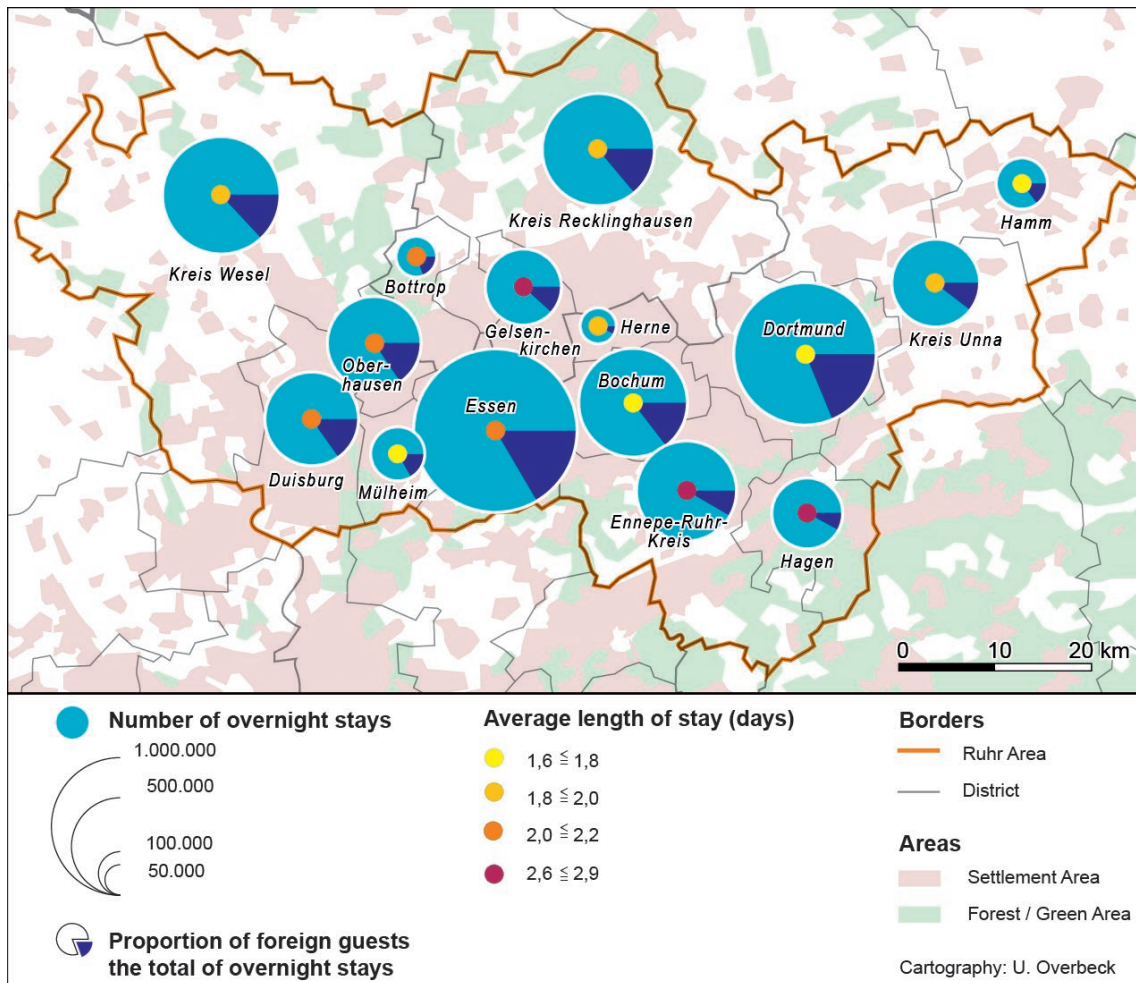 Kreis Recklinghausen
Hamm
Kreis Wesel
Bottrop
Gelsen-
kirchen
Herne
Dortmund
Kreis Unna
Ober-
hausen
Essen
Bochum
Duisburg
Mülheim
Ennepe-Ruhr-
Kreis
Hagen
0 10 20 km
Number of overnight stays
1.000.000
500.000
100.000
50.000
Proportion of foreign guests
the total of overnight stays
Average length of stay (days)
1,6 ≦ 1,8
1,8 ≦ 2,0
2,0 ≦ 2,2
2,6 ≦ 2,9
Borders
Ruhr Area
District
Areas
Settlement Area
Forest / Green Area
Cartography: U. Overbeck